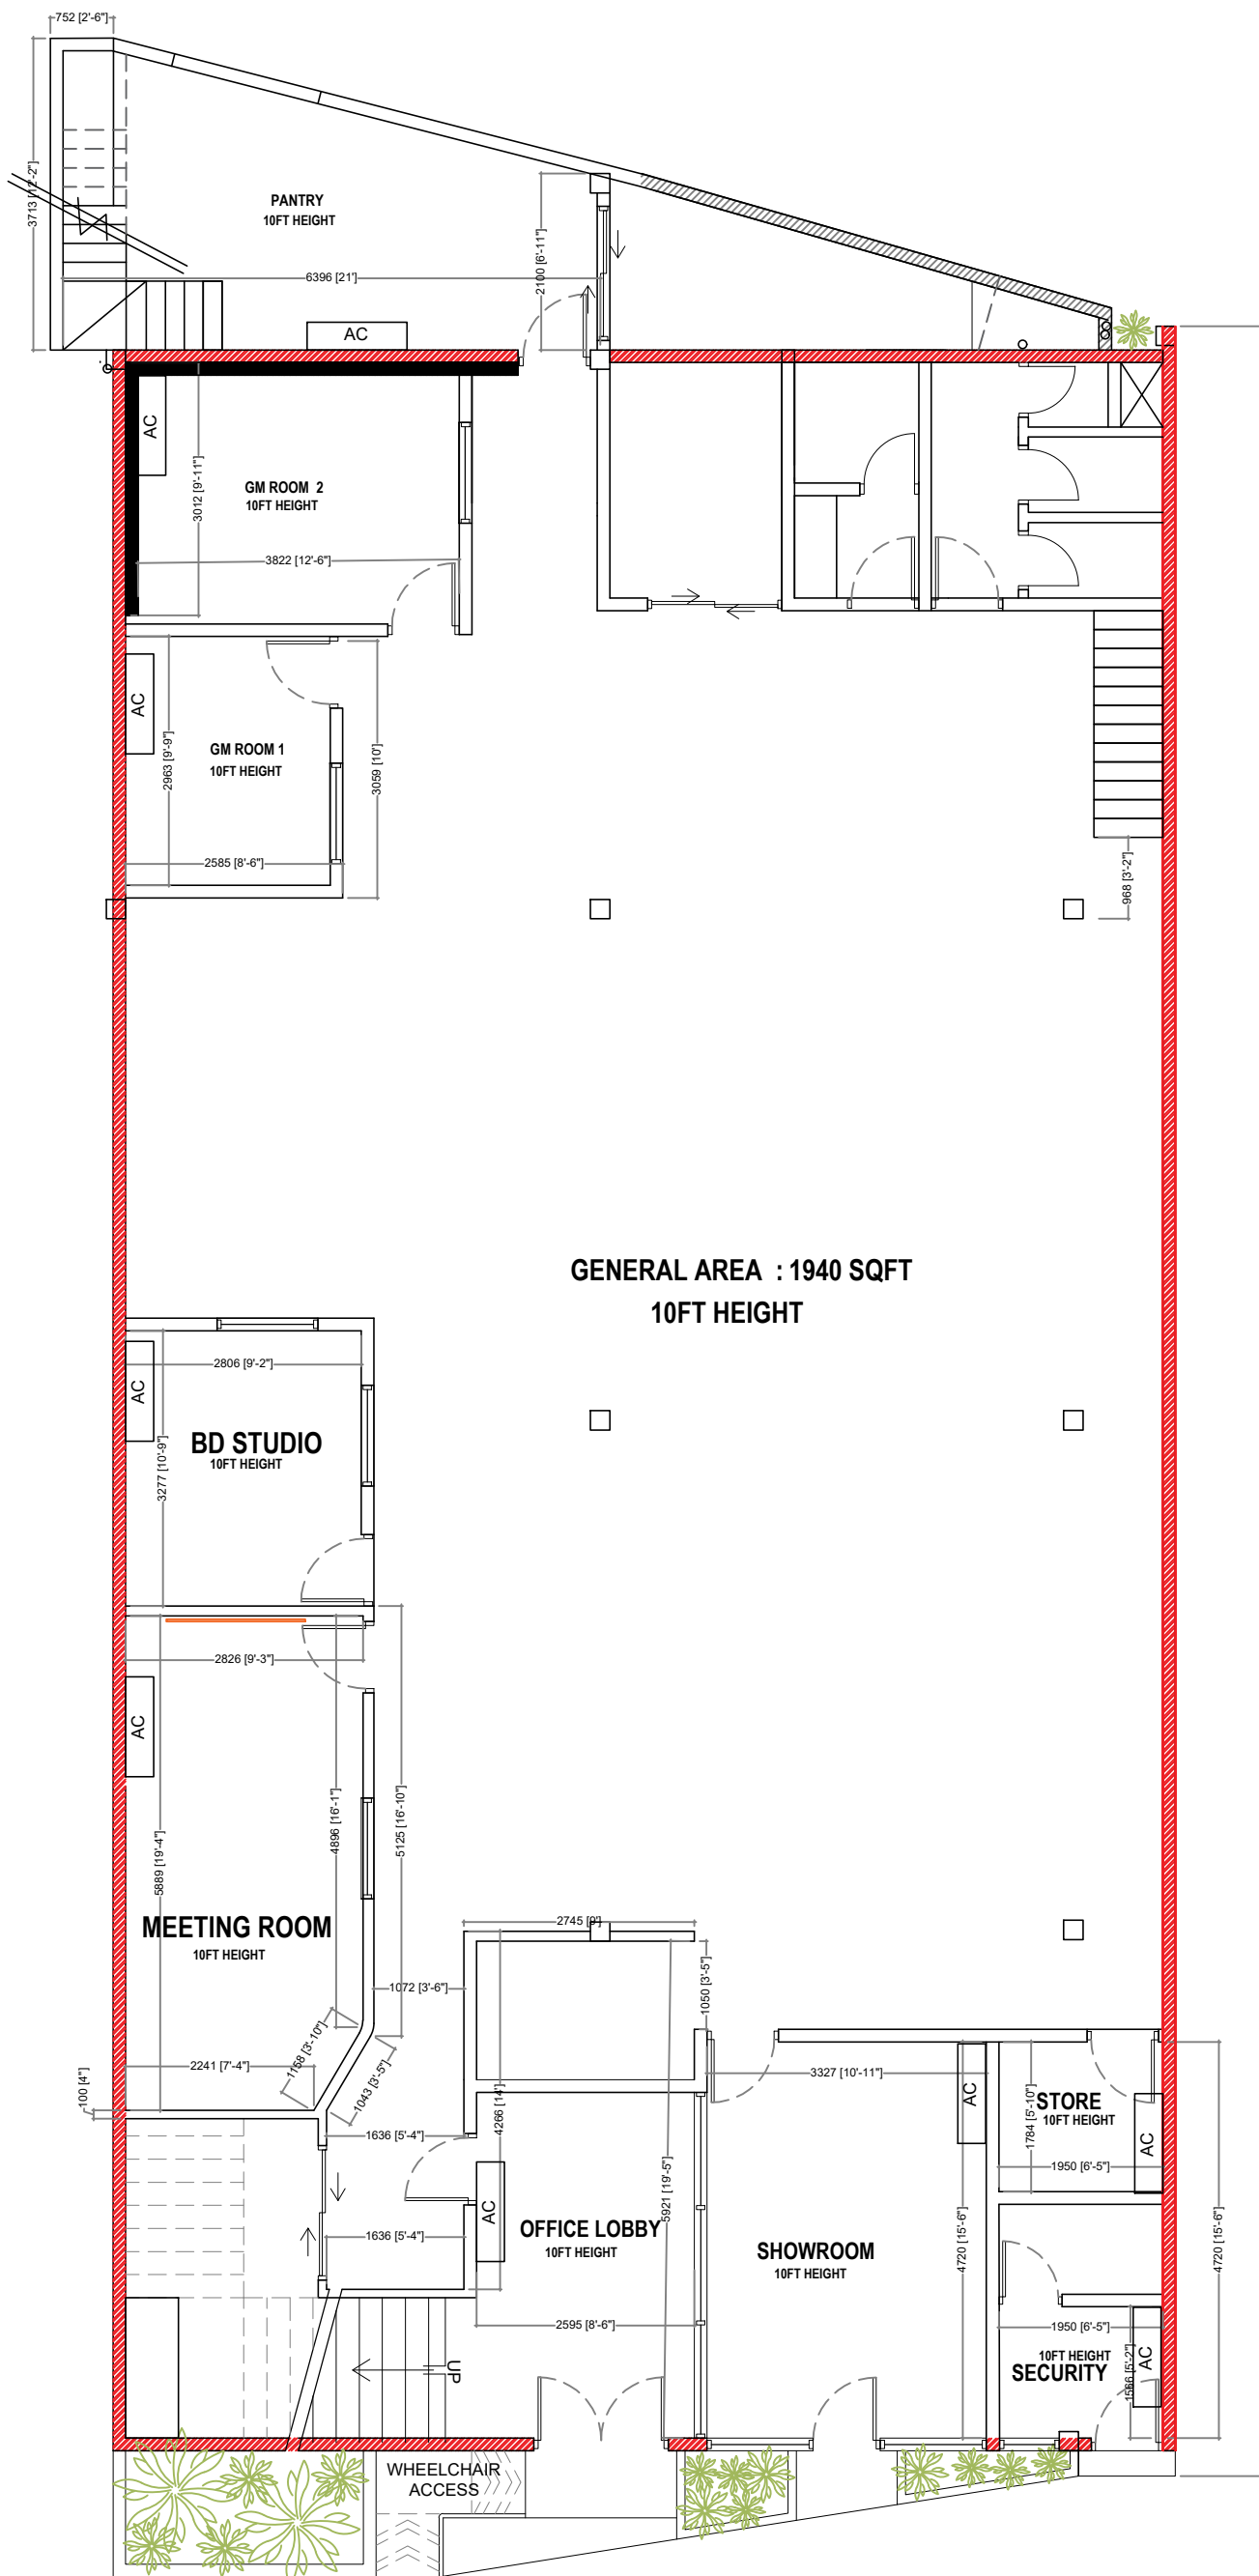 752 [2'-6"]
3713 [12'-2"]
PANTRY
10FT HEIGHT
6396 [21']
2100 [6'-11"]
AC
AC
3012 [9'-11"]
GM ROOM 2
10FT HEIGHT
3822 [12'-6"]
AC
2963 [9'-9"]
GM ROOM 1
10FT HEIGHT
3059 [10']
2585 [8'-6"]
968 [3'-2"]
GENERAL AREA : 1940 SQFT
10FT HEIGHT
2806 [9'-2"]
AC
3277 [10'-9"]
BD STUDIO
10FT HEIGHT
2826 [9'-3"]
AC
4896 [16'-1"]
5125 [16'-10"]
5889 [19'-4"]
MEETING ROOM
10FT HEIGHT
2745 [9']
1072 [3'-6"]
1050 [3'-5"]
1158 [3'-10"]
1043 [3'-5"]
2241 [7'-4"]
100 [4"]
3327 [10'-11"]
AC
1784 [5'-10"]
STORE
10FT HEIGHT
AC
1950 [6'-5"]
4266 [14']
1636 [5'-4"]
5921 [19'-5"]
AC
OFFICE LOBBY
10FT HEIGHT
1636 [5'-4"]
SHOWROOM
10FT HEIGHT
4720 [15'-6"]
4720 [15'-6"]
2595 [8'-6"]
1950 [6'-5"]
10FT HEIGHT
SECURITY
1566 [5'-2"]
AC
UP
WHEELCHAIR
ACCESS